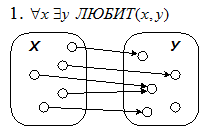 1. ∀x ∃y ЛЮБИТ(x, y)
X У